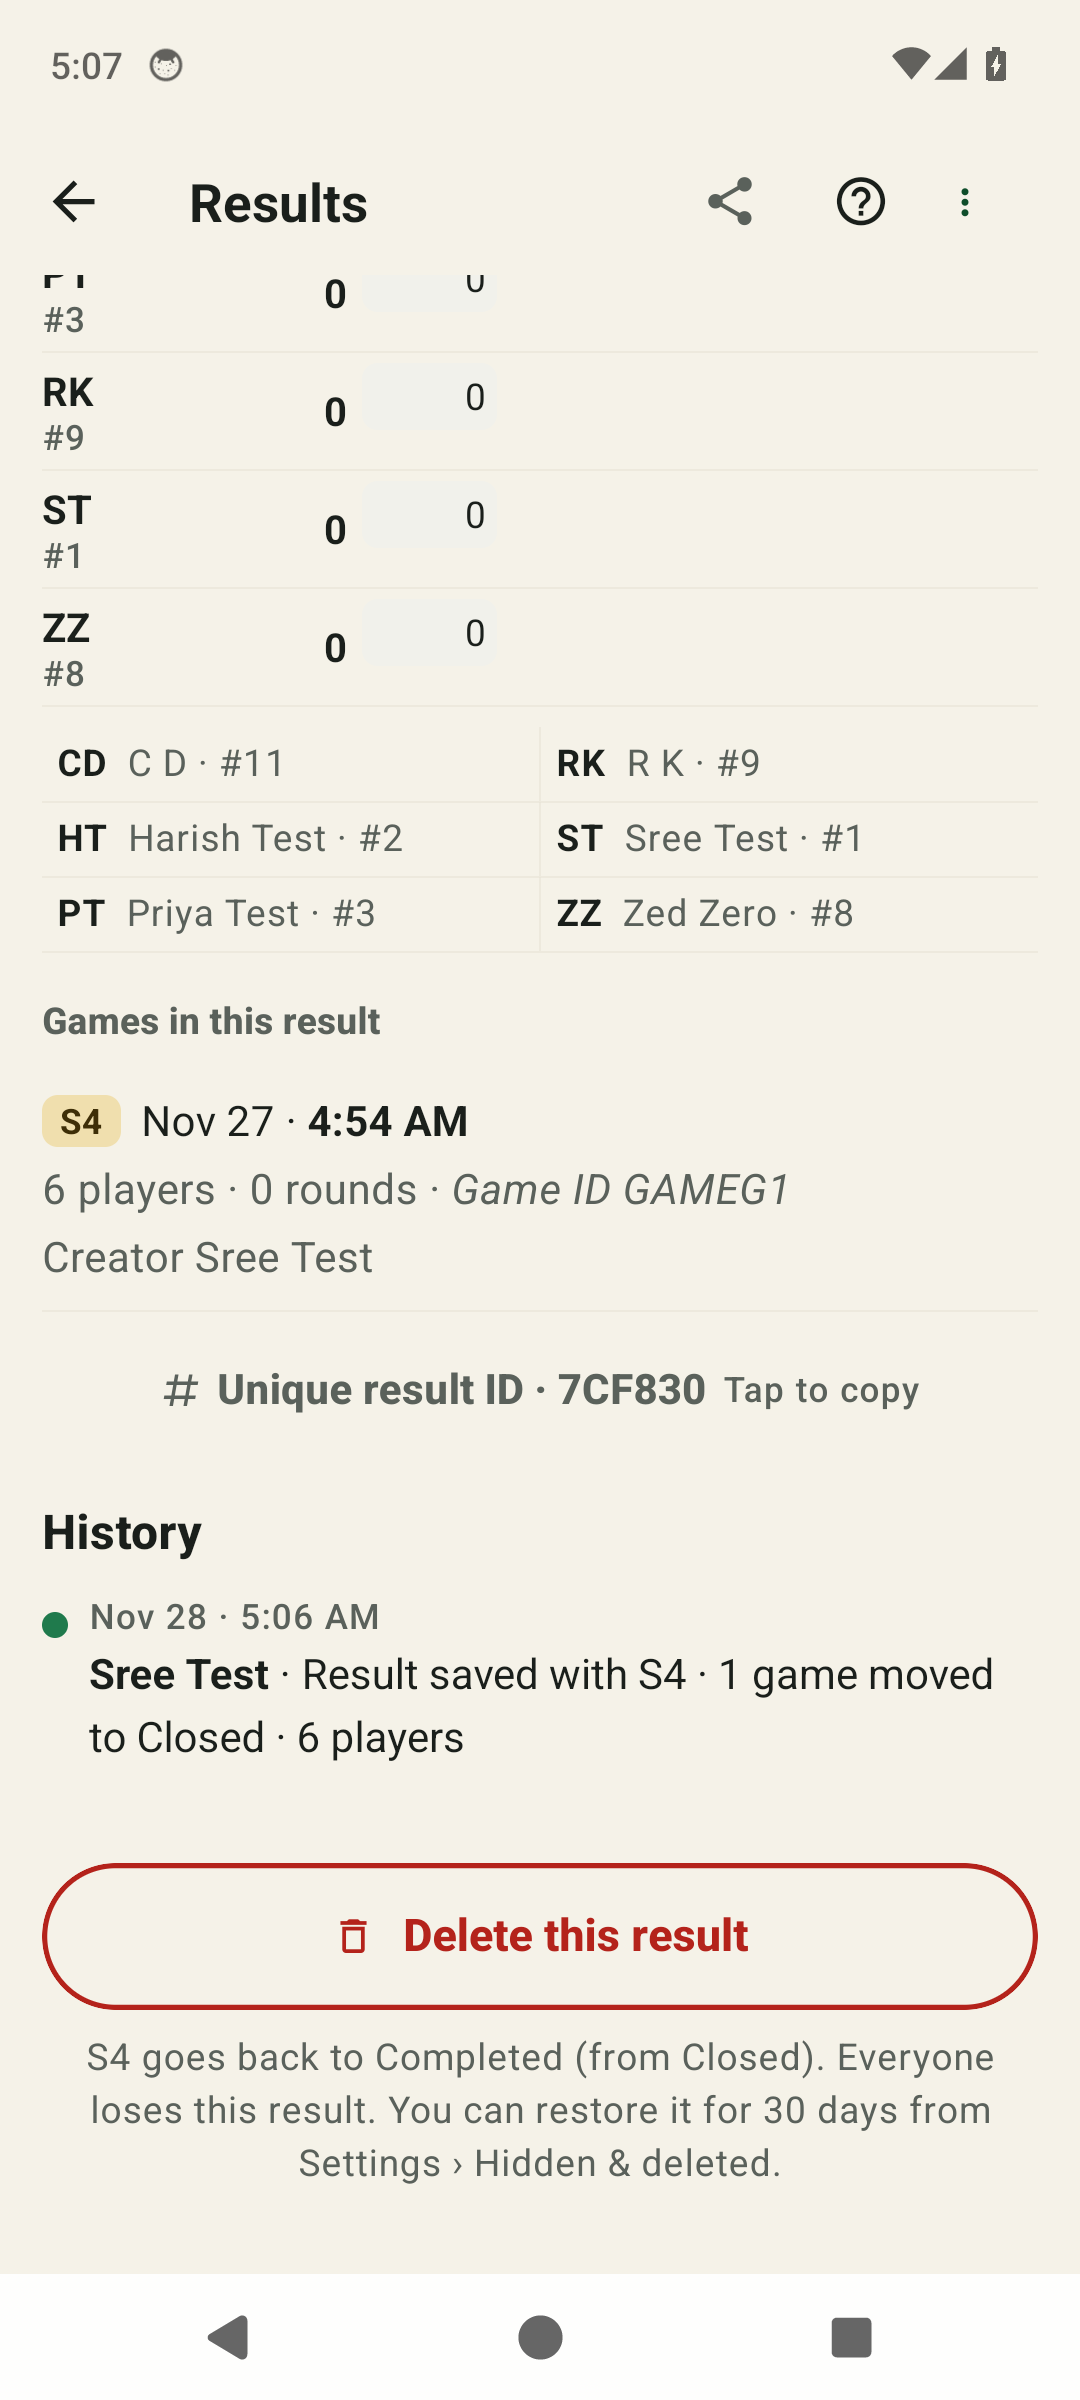 5:07
Results
0 0
#3
RK 0 0
#9
ST 0 0
#1
ZZ 0 0
#8
CD C D · #11 RK R K · #9
HT Harish Test · #2 ST Sree Test · #1
PT Priya Test · #3 ZZ Zed Zero · #8
Games in this result
S4 Nov 27 · 4:54 AM
6 players · 0 rounds · Game ID GAMEG1
Creator Sree Test
# Unique result ID · 7CF830 Tap to copy
History
Nov 28 · 5:06 AM
Sree Test · Result saved with S4 · 1 game moved
to Closed · 6 players
Delete this result
S4 goes back to Completed (from Closed). Everyone
loses this result. You can restore it for 30 days from
Settings › Hidden & deleted.